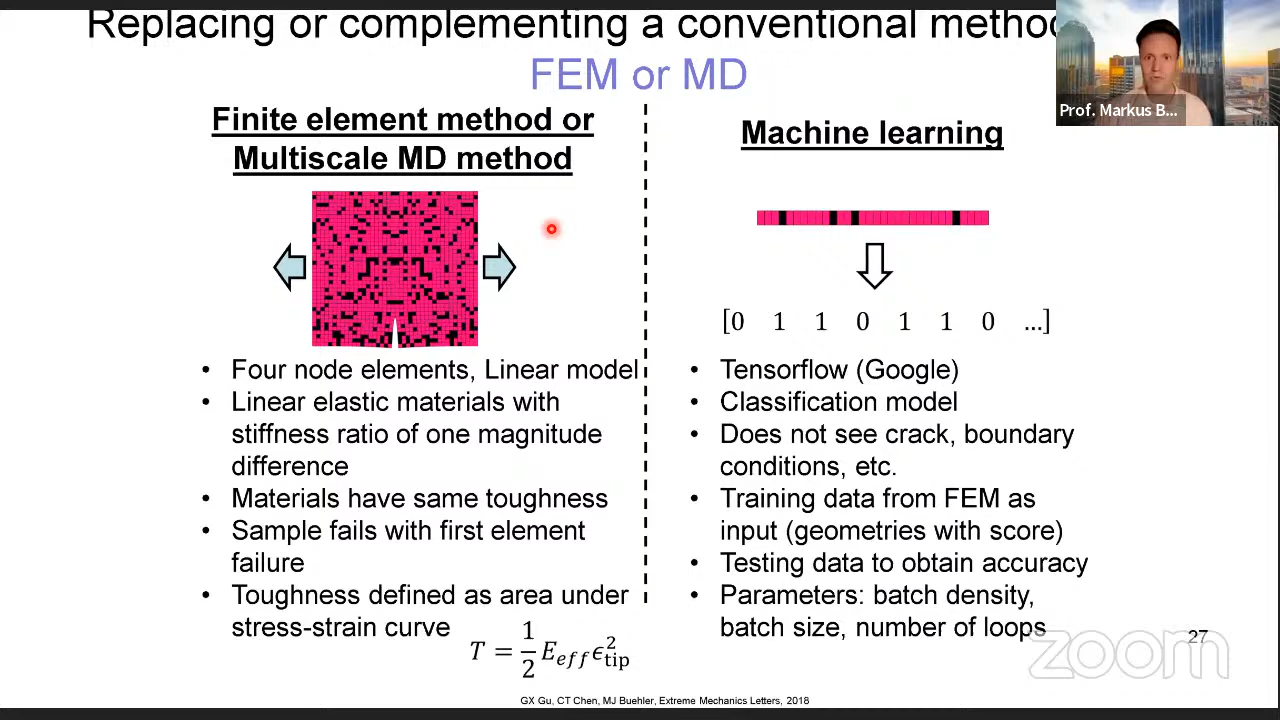 Replacing or complementing a conventional method
FEM or MD
Prof. Markus B...
Finite element method or
Multiscale MD method
• Four node elements, Linear model
• Linear elastic materials with
stiffness ratio of one magnitude
difference
• Materials have same toughness
• Sample fails with first element
failure
• Toughness defined as area under
stress-strain curve
T = 1/2 E_eff ϵ_tip^2
Machine learning
[0 1 1 0 1 1 0 ...]
• Tensorflow (Google)
• Classification model
• Does not see crack, boundary
conditions, etc.
• Training data from FEM as
input (geometries with score)
• Testing data to obtain accuracy
• Parameters: batch density,
batch size, number of loops
27
zoom
GX Gu, CT Chen, MJ Buehler, Extreme Mechanics Letters, 2018